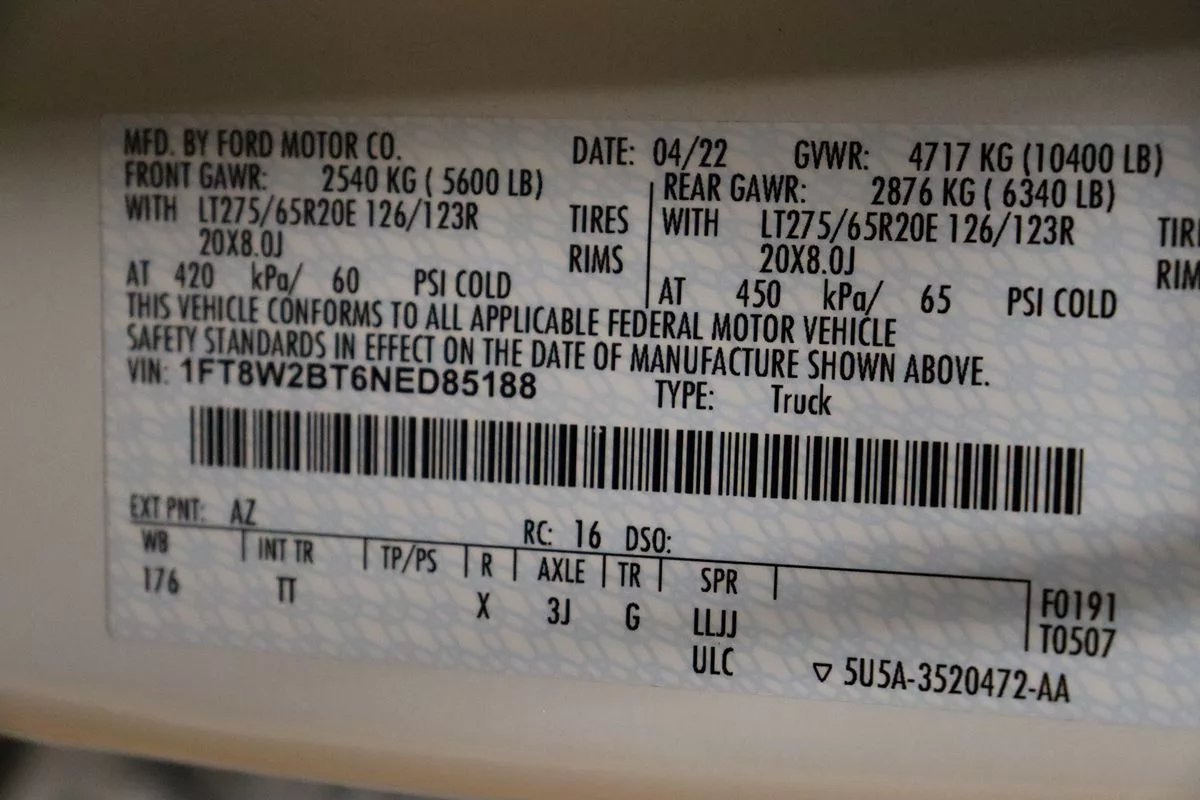 MFD. BY FORD MOTOR CO. DATE: 04/22 GVWR: 4717 KG (10400 LB)
FRONT GAWR: 2540 KG ( 5600 LB) REAR GAWR: 2876 KG ( 6340 LB)
WITH LT275/65R20E 126/123R TIRES WITH LT275/65R20E 126/123R TIR
20X8.0J RIMS 20X8.0J RIM
AT 420 kPa/ 60 PSI COLD AT 450 kPa/ 65 PSI COLD
THIS VEHICLE CONFORMS TO ALL APPLICABLE FEDERAL MOTOR VEHICLE
SAFETY STANDARDS IN EFFECT ON THE DATE OF MANUFACTURE SHOWN ABOVE.
VIN: 1FT8W2BT6NED85188 TYPE: Truck
EXT PNT: AZ RC: 16 DSO:
WB INT TR TP/PS R AXLE TR SPR F0191
176 TT X 3J G LLJJ T0507
ULC ▽ 5U5A-3520472-AA